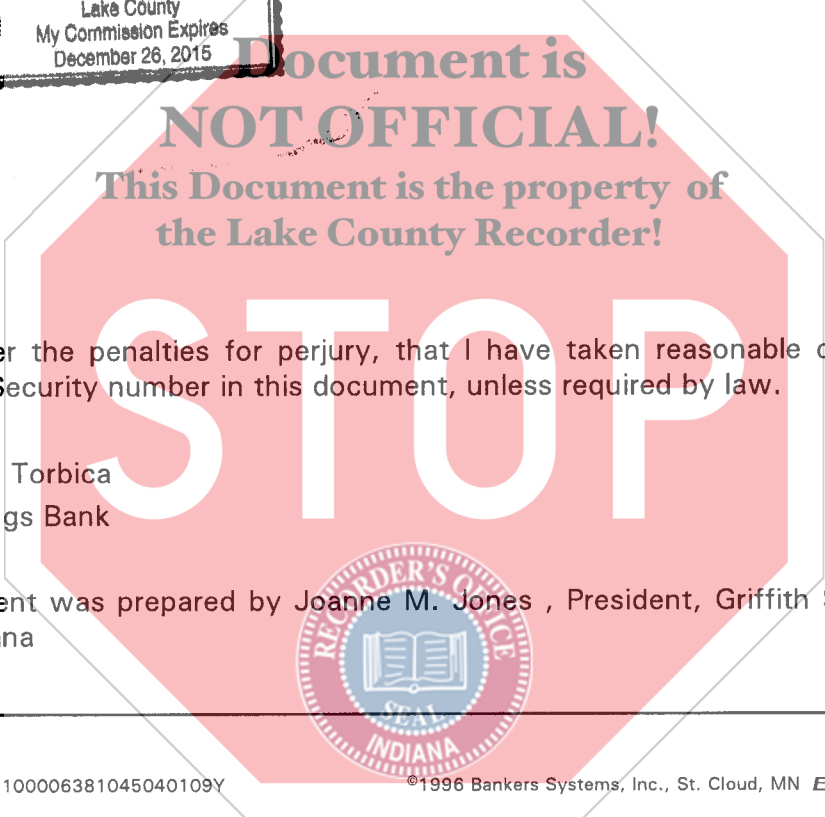 Lake County
My Commission Expires
December 26, 2015
Document is
NOT OFFICIAL!
This Document is the property of
the Lake County Recorder!
STOP
er the penalties for perjury, that I have taken reasonable
Security number in this document, unless required by law.
Torbica
gs Bank
ent was prepared by Joanne M. Jones , President, Griffith
na
RECORDER'S OFFICE
SEAL
INDIANA
100006381045040109Y
©1996 Bankers Systems, Inc., St. Cloud, MN E